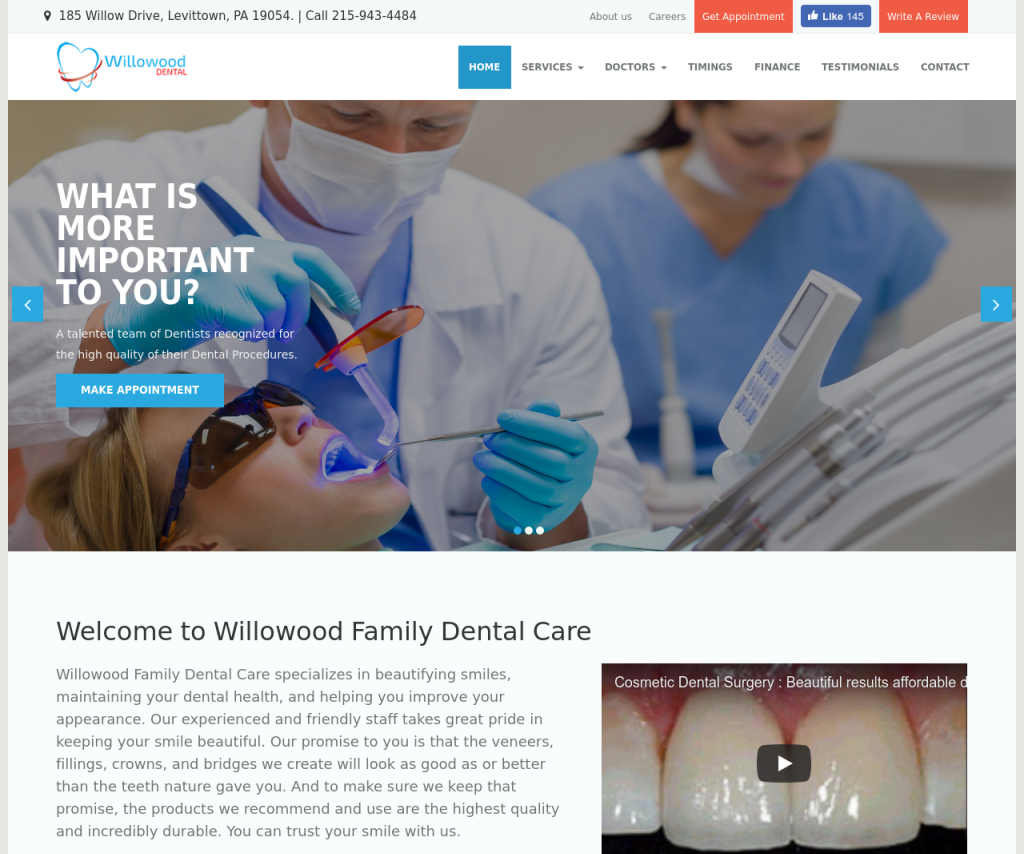 185 Willow Drive, Levittown, PA 19054. | Call 215-943-4484
About us
Careers
Get Appointment
Like 145
Write A Review
Willowood
DENTAL
HOME
SERVICES
DOCTORS
TIMINGS
FINANCE
TESTIMONIALS
CONTACT
WHAT IS
MORE
IMPORTANT
TO YOU?
A talented team of Dentists recognized for
the high quality of their Dental Procedures.
MAKE APPOINTMENT
Welcome to Willowood Family Dental Care
Willowood Family Dental Care specializes in beautifying smiles,
maintaining your dental health, and helping you improve your
appearance. Our experienced and friendly staff takes great pride in
keeping your smile beautiful. Our promise to you is that the veneers,
fillings, crowns, and bridges we create will look as good as or better
than the teeth nature gave you. And to make sure we keep that
promise, the products we recommend and use are the highest quality
and incredibly durable. You can trust your smile with us.
Cosmetic Dental Surgery : Beautiful results affordable d